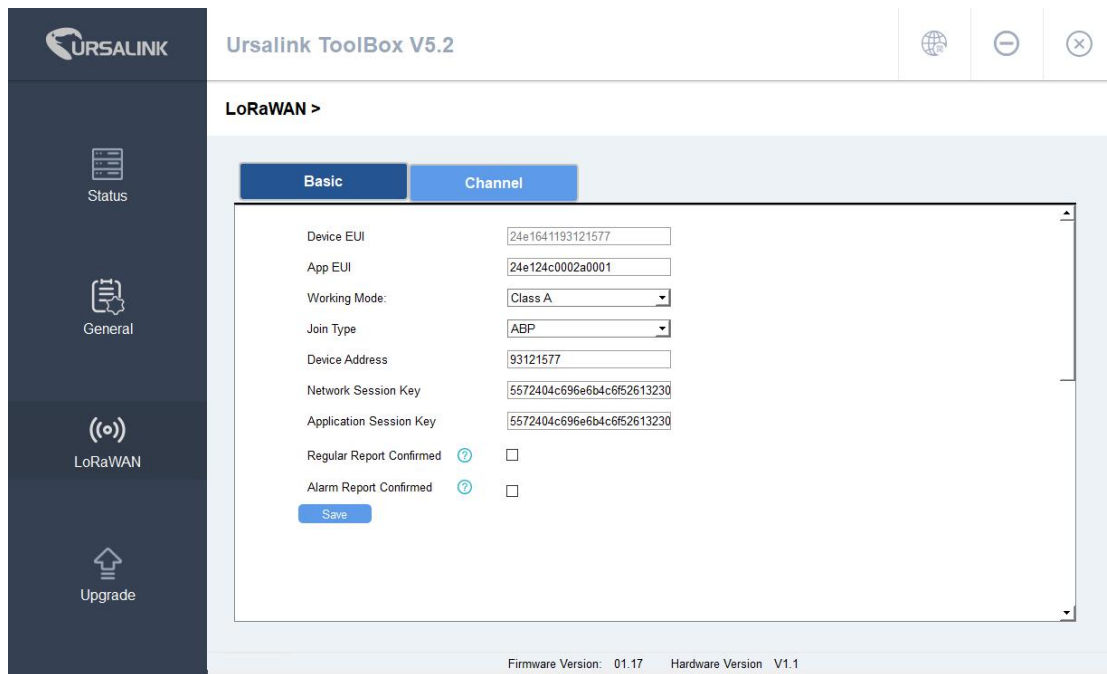 URSALINK
Ursalink ToolBox V5.2
LoRaWAN >
Status
General
LoRaWAN
Upgrade
Basic
Channel
Device EUI 24e1641193121577
App EUI 24e124c0002a0001
Working Mode: Class A
Join Type ABP
Device Address 93121577
Network Session Key 5572404c696e6b4c6f52613230
Application Session Key 5572404c696e6b4c6f52613230
Regular Report Confirmed ?
Alarm Report Confirmed ?
Save
Firmware Version: 01.17 Hardware Version V1.1